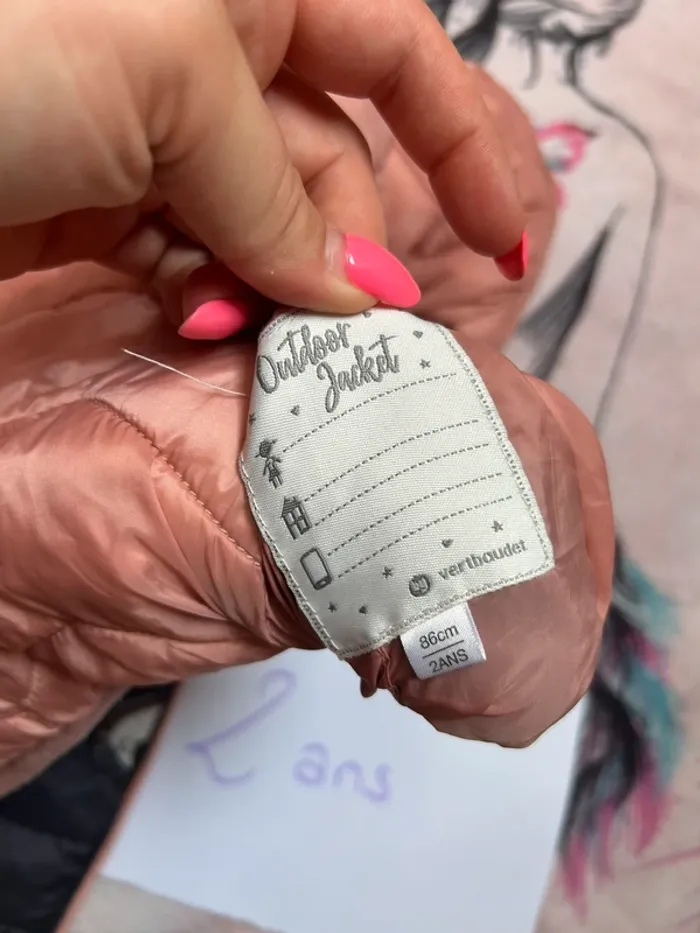 Outdoor
Jacket
vertbaudet
86cm
2ANS
2 ans